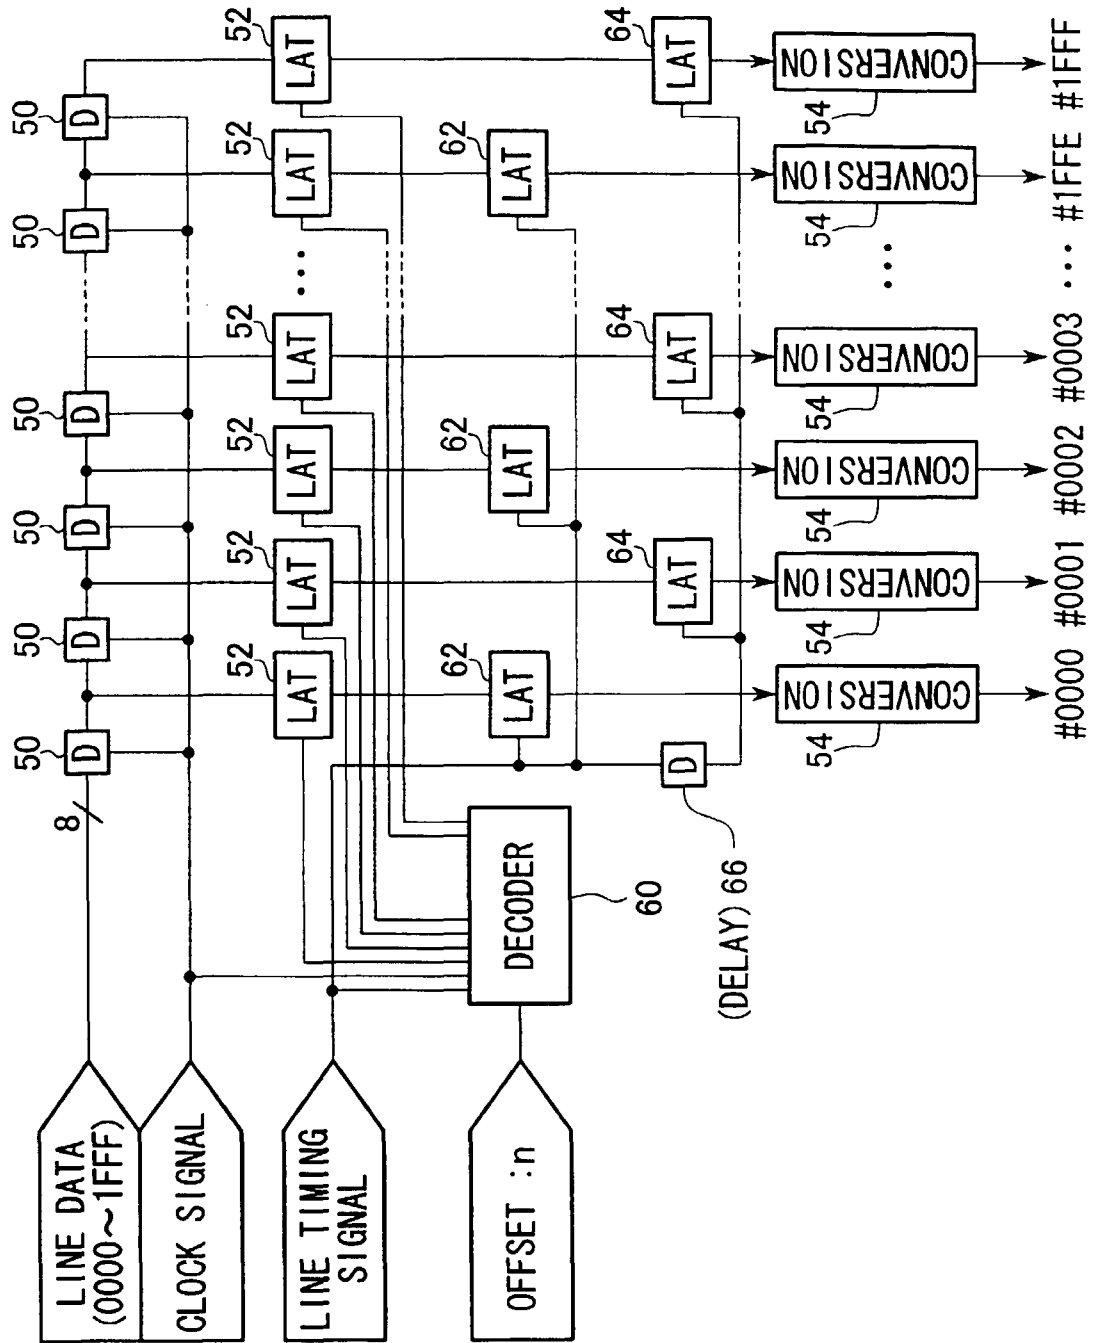 50 50 50 50 50 50
8
D D D D D D
LINE DATA
(0000~1FFF)
CLOCK SIGNAL
52 52 52 52 52 52
LAT LAT LAT LAT ... LAT LAT
LINE TIMING
SIGNAL
62 62 62
LAT LAT LAT
OFFSET :n
DECODER
60
64 64 64
LAT LAT LAT
D
(DELAY) 66
54 54 54 54 54 54
CONVERSION CONVERSION CONVERSION CONVERSION ... CONVERSION CONVERSION
#0000 #0001 #0002 #0003 ... #1FFE #1FFF